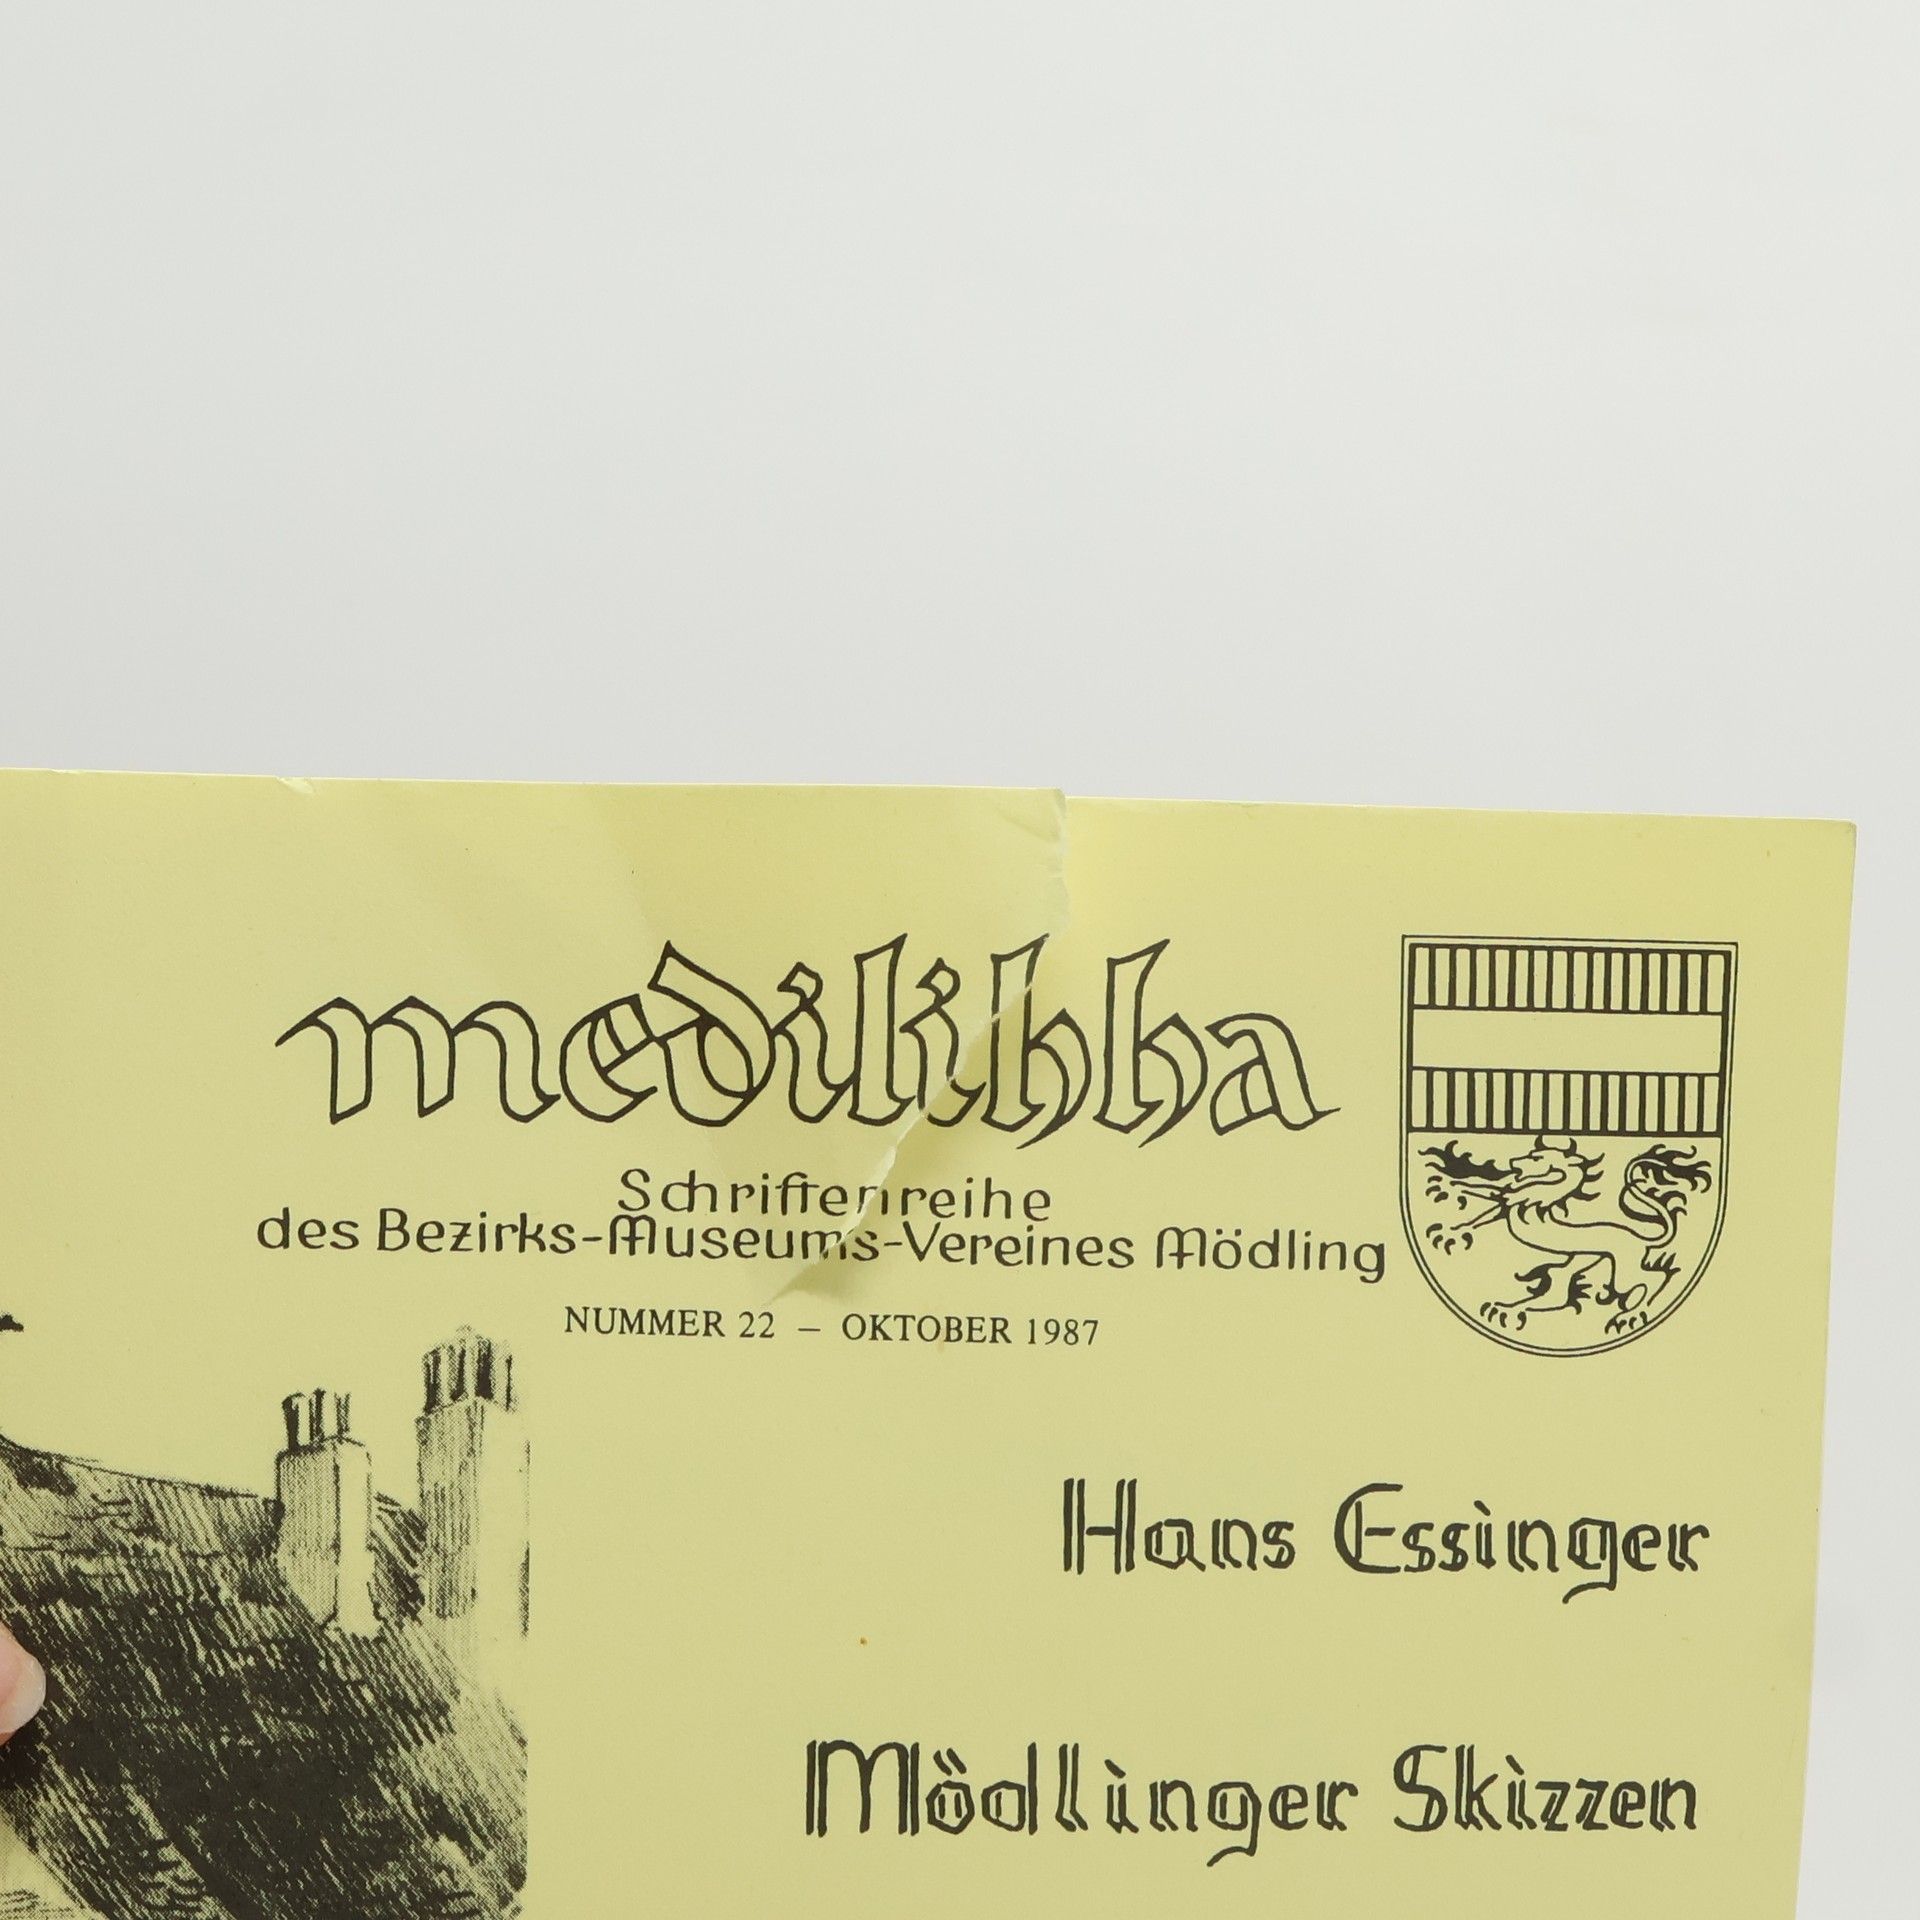 medilihha
Schriftenreihe
des Bezirks-Museums-Vereines Mödling
NUMMER 22 – OKTOBER 1987
Hans Essinger
Mödlinger Skizzen